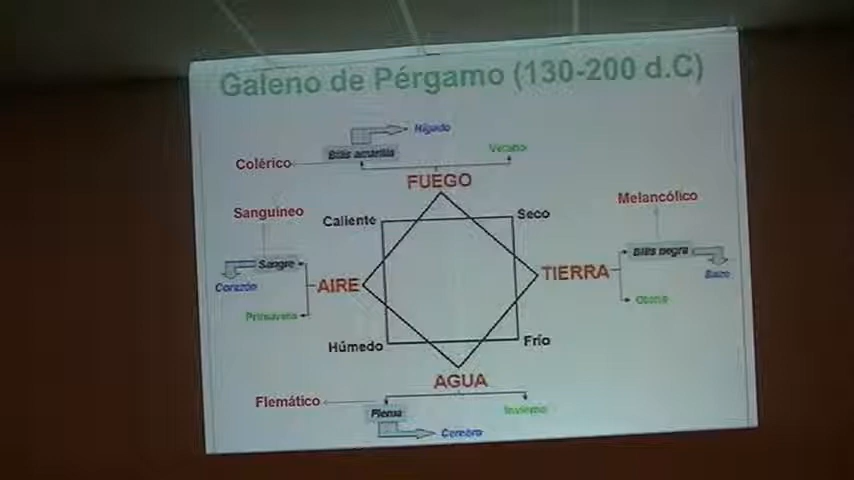 Galeno de Pérgamo (130-200 d.C)
Hígado
Bilis amarilla
Verano
Colérico
FUEGO
Sanguíneo
Melancólico
Caliente
Seco
Sangre
Bilis negra
Corazón
AIRE
TIERRA
Bazo
Primavera
Otoño
Húmedo
Frío
AGUA
Flemático
Flema
Invierno
Cerebro